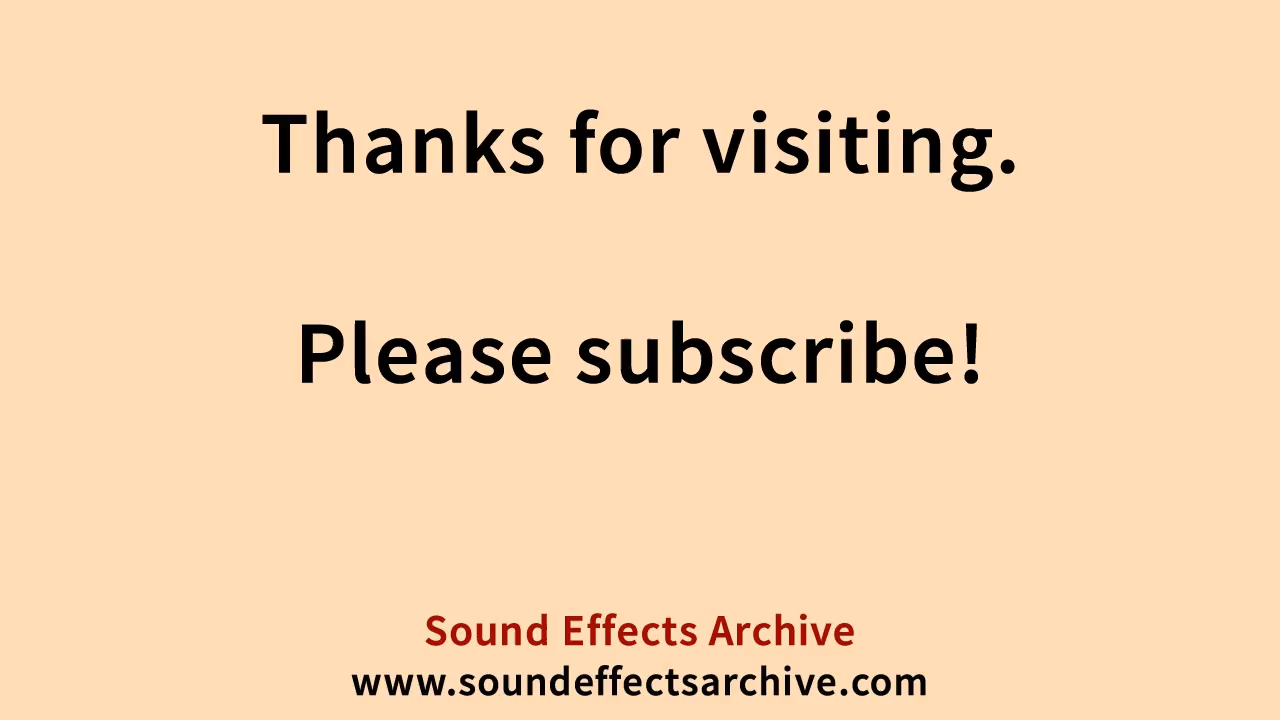 Thanks for visiting.
Please subscribe!
Sound Effects Archive
www.soundeffectsarchive.com